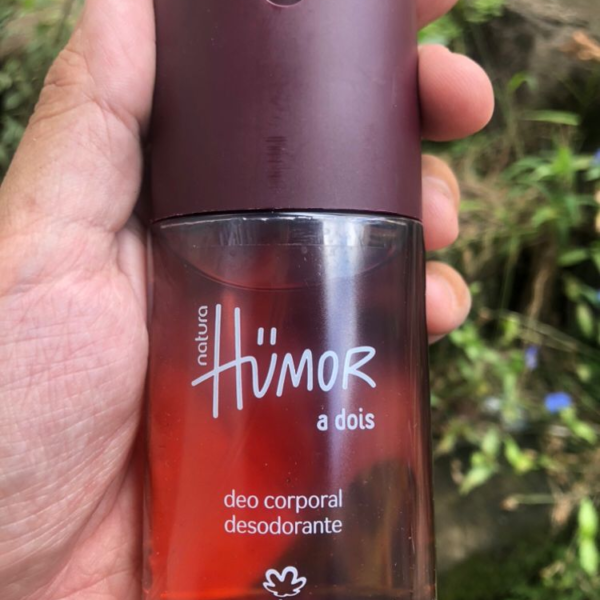 natura
HÜMOR
a dois
deo corporal
desodorante